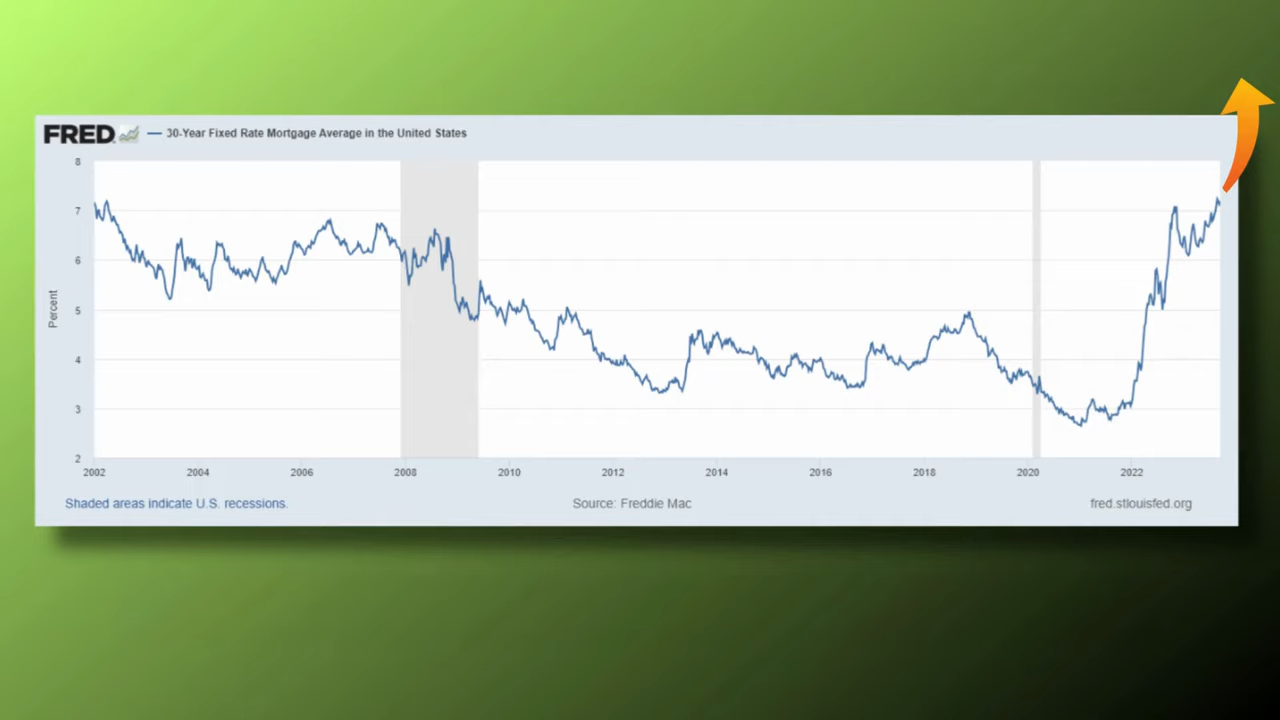 FRED
30-Year Fixed Rate Mortgage Average in the United States
8
7
6
5
4
3
2
Percent
2002 2004 2006 2008 2010 2012 2014 2016 2018 2020 2022
Shaded areas indicate U.S. recessions. Source: Freddie Mac fred.stlouisfed.org